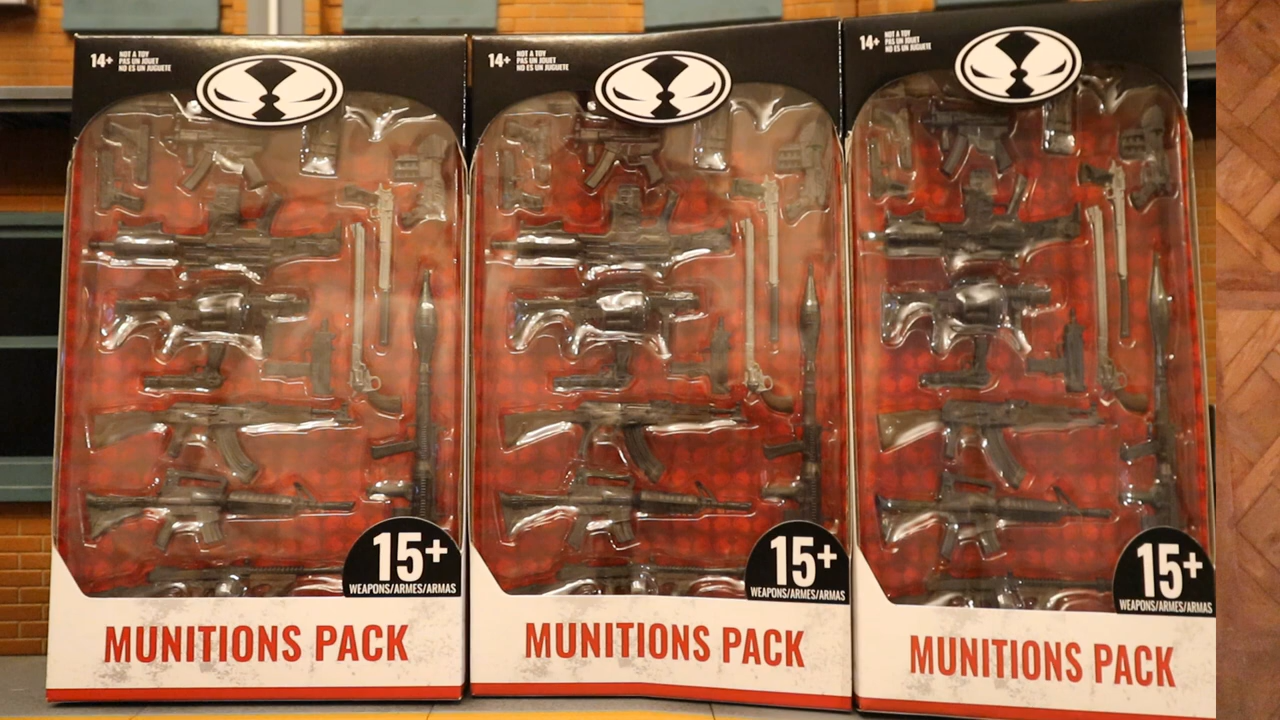 14+
NOT A TOY
PAS UN JOUET
NO ES UN JUGUETE
15+
WEAPONS/ARMES/ARMAS
MUNITIONS PACK
14+
NOT A TOY
PAS UN JOUET
NO ES UN JUGUETE
15+
WEAPONS/ARMES/ARMAS
MUNITIONS PACK
14+
NOT A TOY
PAS UN JOUET
NO ES UN JUGUETE
15+
WEAPONS/ARMES/ARMAS
MUNITIONS PACK